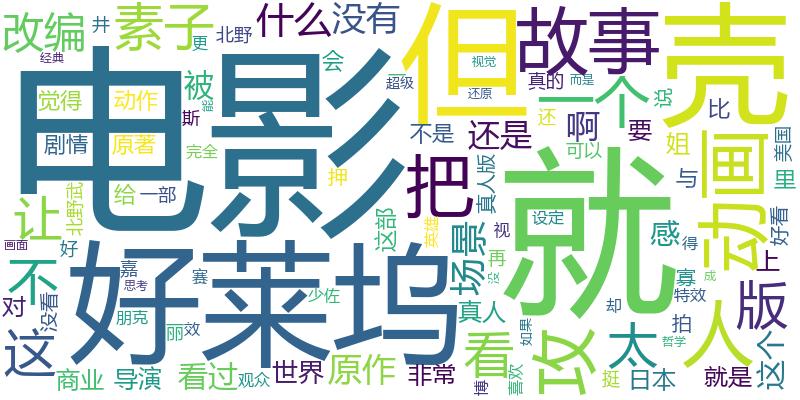 改编
井
素子
北野
更
什么
没有
但
故事
壳
经典
电影
会
视觉
超级
真的
而是
能
还原
一个
说
觉得
动作
被
斯
剧情
原著
完全
不是
还是
啊
还
要
比
美国
把
可以
姐
与
里
动画
给
一部
押
真人版
北野武
让
这部
英雄
就
设定
好看
画面
好
好莱坞
场景
视
感
得
不
嘉
思考
赛
再
没
寡
上
成
人
版
对
没看
少佐
真人
却
特效
朋克
丽
效
拍
这
看
如果
攻
太
哲学
这个
商业
导演
看过
观众
世界
原作
非常
博
喜欢
挺
日本
就是